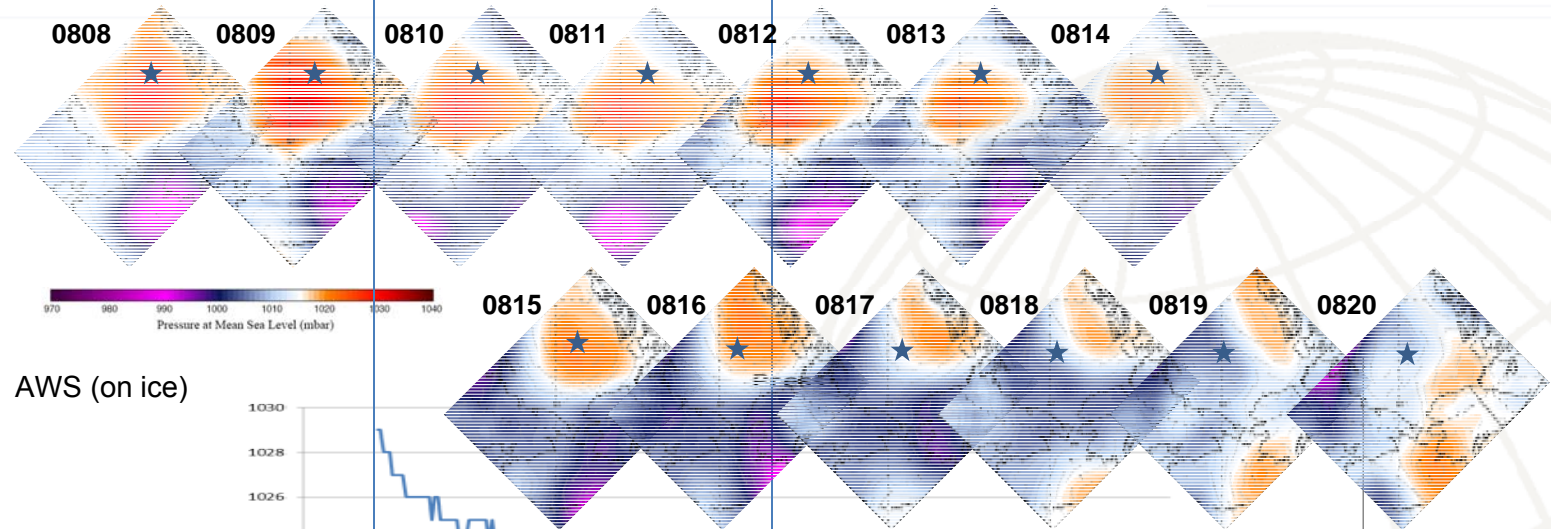 0808 0809 0810 0811 0812 0813 0814
970 980 990 1000 1010 1020 1030 1040
Pressure at Mean Sea Level (mbar)
0815 0816 0817 0818 0819 0820
AWS (on ice)
1030
1028
1026